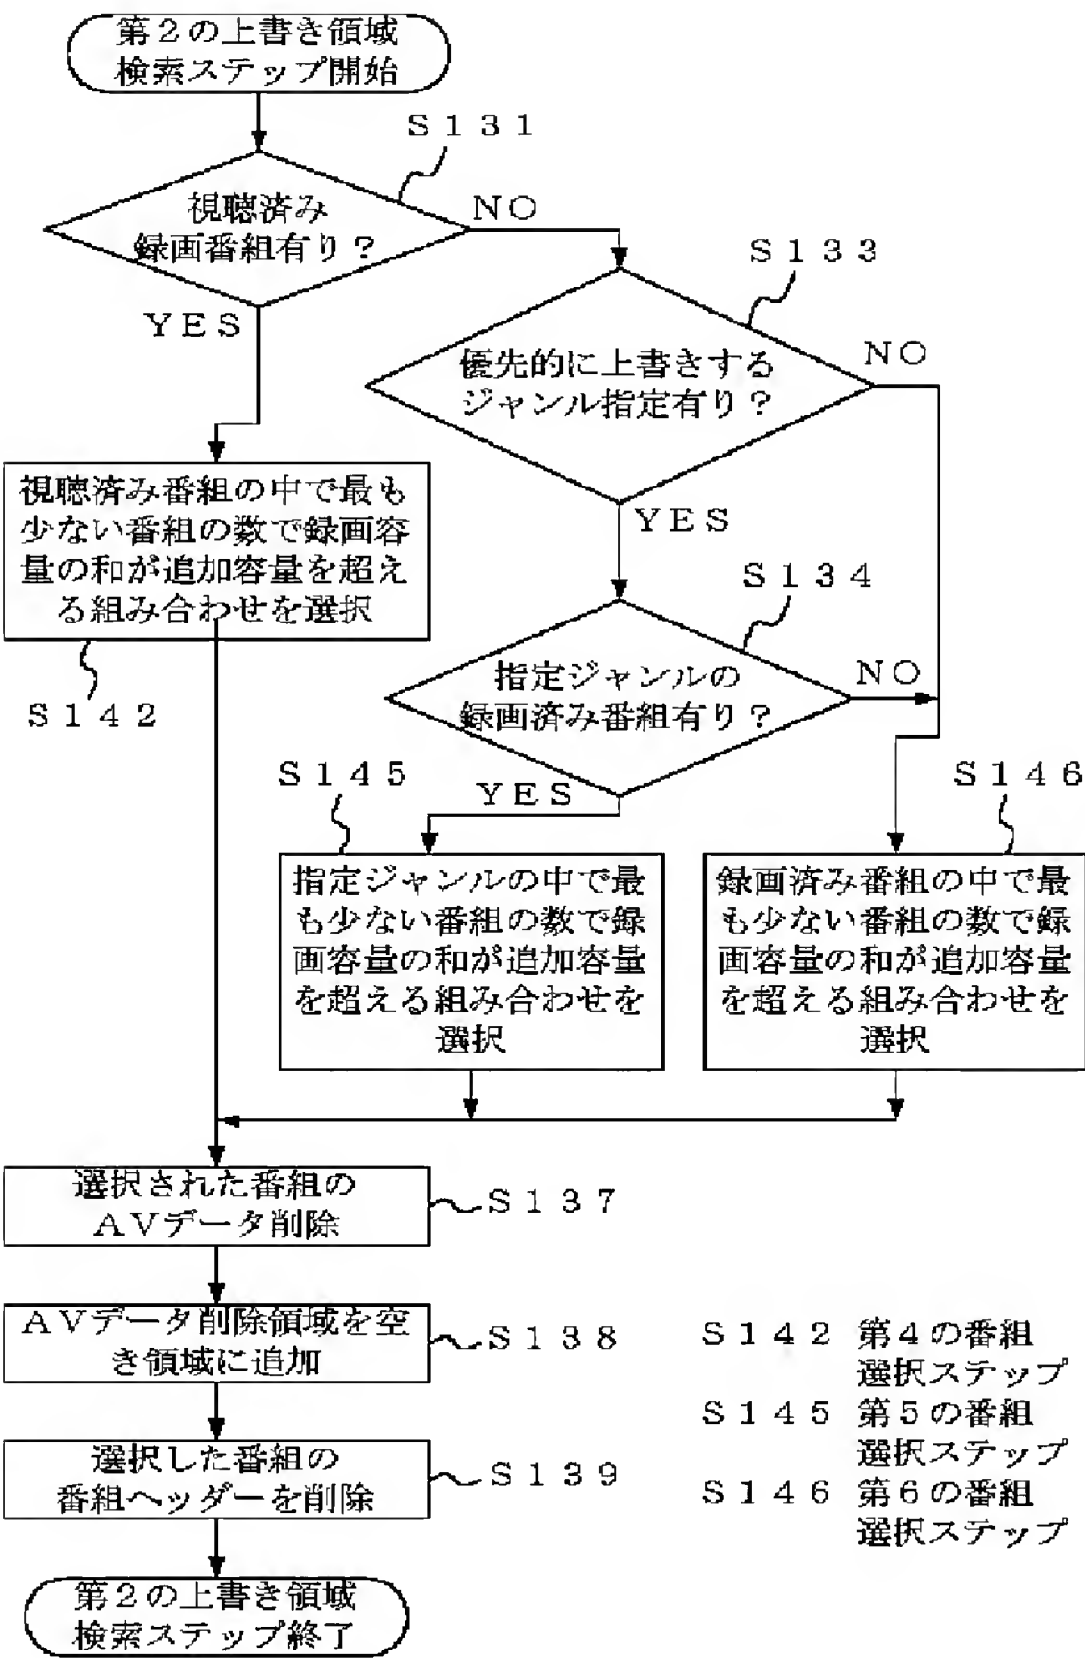 第２の上書き領域
検索ステップ開始
Ｓ１３１
視聴済み
録画番組有り？
ＮＯ
ＹＥＳ
Ｓ１３３
優先的に上書きする
ジャンル指定有り？
ＮＯ
ＹＥＳ
視聴済み番組の中で最も
少ない番組の数で録画容
量の和が追加容量を超え
る組み合わせを選択
Ｓ１４２
Ｓ１３４
指定ジャンルの
録画済み番組有り？
ＮＯ
ＹＥＳ
Ｓ１４５
指定ジャンルの中で最
も少ない番組の数で録
画容量の和が追加容量
を超える組み合わせを
選択
Ｓ１４６
録画済み番組の中で最
も少ない番組の数で録
画容量の和が追加容量
を超える組み合わせを
選択
選択された番組の
ＡＶデータ削除
Ｓ１３７
ＡＶデータ削除領域を空
き領域に追加
Ｓ１３８
選択した番組の
番組ヘッダーを削除
Ｓ１３９
第２の上書き領域
検索ステップ終了
Ｓ１４２ 第４の番組
選択ステップ
Ｓ１４５ 第５の番組
選択ステップ
Ｓ１４６ 第６の番組
選択ステップ